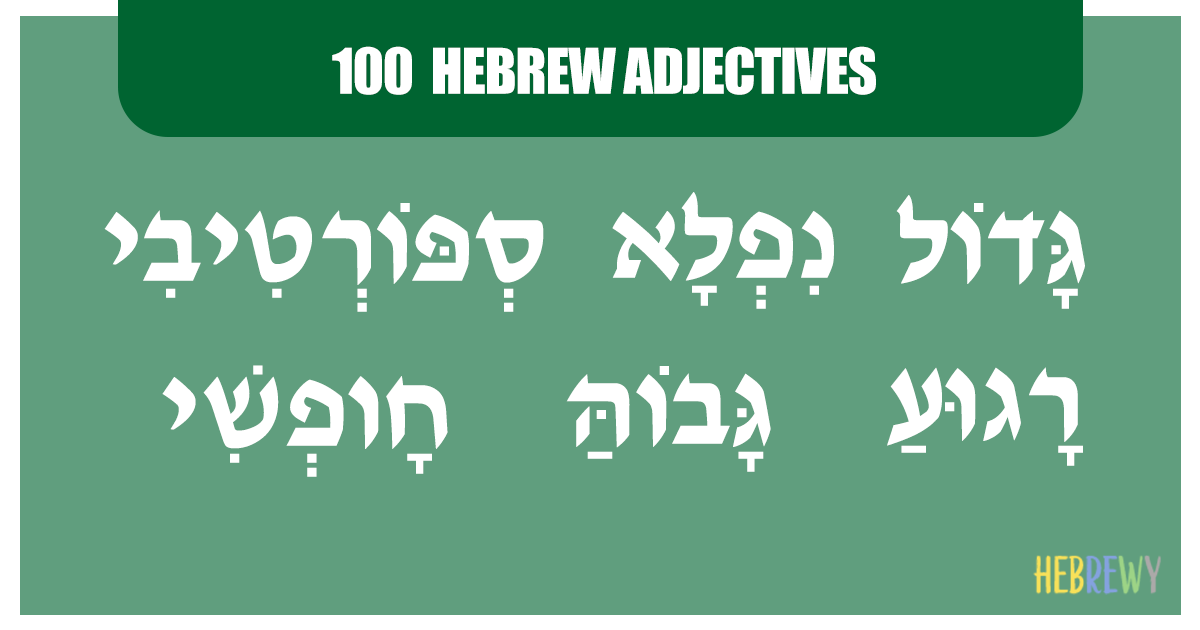 100 HEBREW ADJECTIVES
גָּדוֹל נִפְלָא סְפּוֹרְטִיבִי
רָגוּעַ גָּבוֹהַּ חָופְשִׁי
HEBREWY